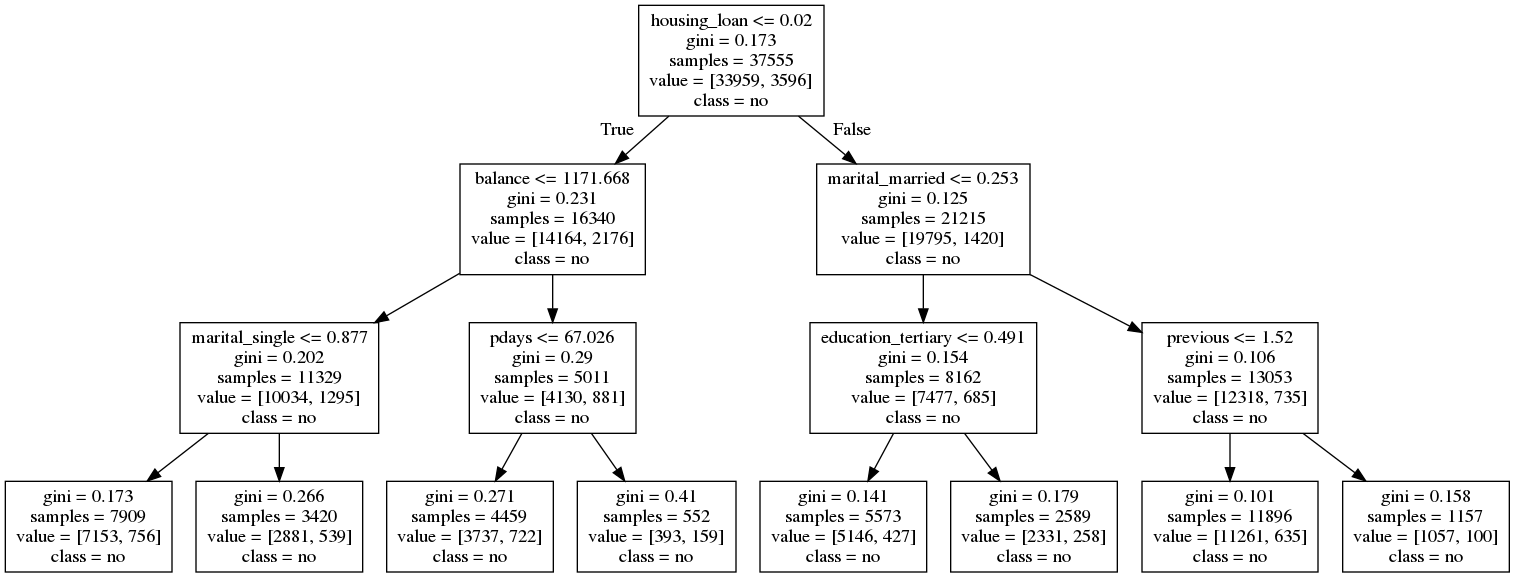 housing_loan <= 0.02
gini = 0.173
samples = 37555
value = [33959, 3596]
class = no
True
False
balance <= 1171.668
gini = 0.231
samples = 16340
value = [14164, 2176]
class = no
marital_married <= 0.253
gini = 0.125
samples = 21215
value = [19795, 1420]
class = no
marital_single <= 0.877
gini = 0.202
samples = 11329
value = [10034, 1295]
class = no
pdays <= 67.026
gini = 0.29
samples = 5011
value = [4130, 881]
class = no
education_tertiary <= 0.491
gini = 0.154
samples = 8162
value = [7477, 685]
class = no
previous <= 1.52
gini = 0.106
samples = 13053
value = [12318, 735]
class = no
gini = 0.173
samples = 7909
value = [7153, 756]
class = no
gini = 0.266
samples = 3420
value = [2881, 539]
class = no
gini = 0.271
samples = 4459
value = [3737, 722]
class = no
gini = 0.41
samples = 552
value = [393, 159]
class = no
gini = 0.141
samples = 5573
value = [5146, 427]
class = no
gini = 0.179
samples = 2589
value = [2331, 258]
class = no
gini = 0.101
samples = 11896
value = [11261, 635]
class = no
gini = 0.158
samples = 1157
value = [1057, 100]
class = no